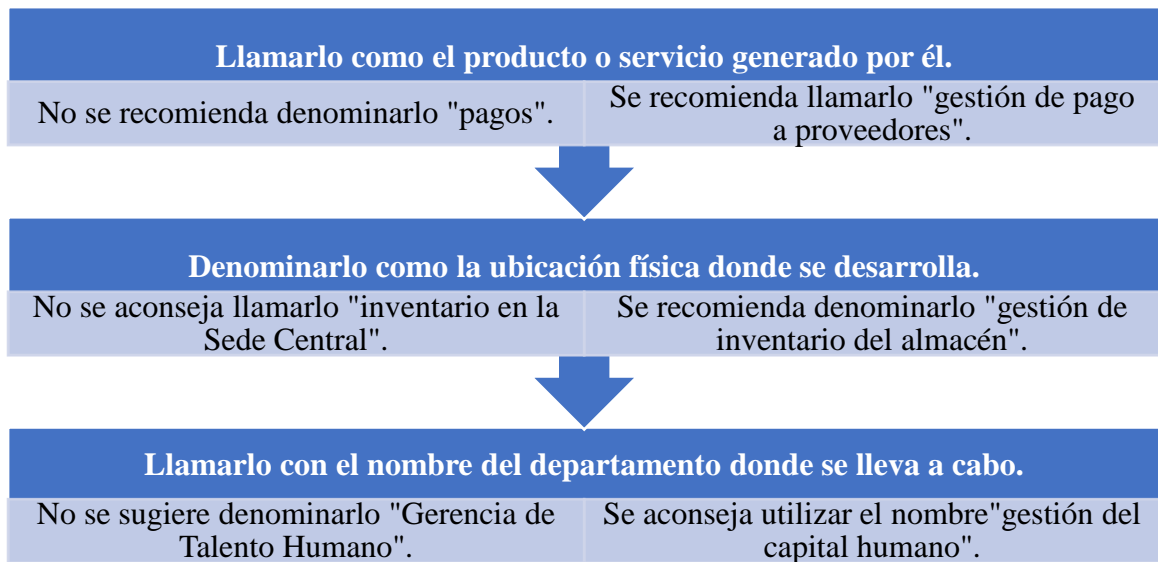 Llamarlo como el producto o servicio generado por él.
No se recomienda denominarlo "pagos".
Se recomienda llamarlo "gestión de pago
a proveedores".
Denominarlo como la ubicación física donde se desarrolla.
No se aconseja llamarlo "inventario en la
Sede Central".
Se recomienda denominarlo "gestión de
inventario del almacén".
Llamarlo con el nombre del departamento donde se lleva a cabo.
No se sugiere denominarlo "Gerencia de
Talento Humano".
Se aconseja utilizar el nombre"gestión del
capital humano".